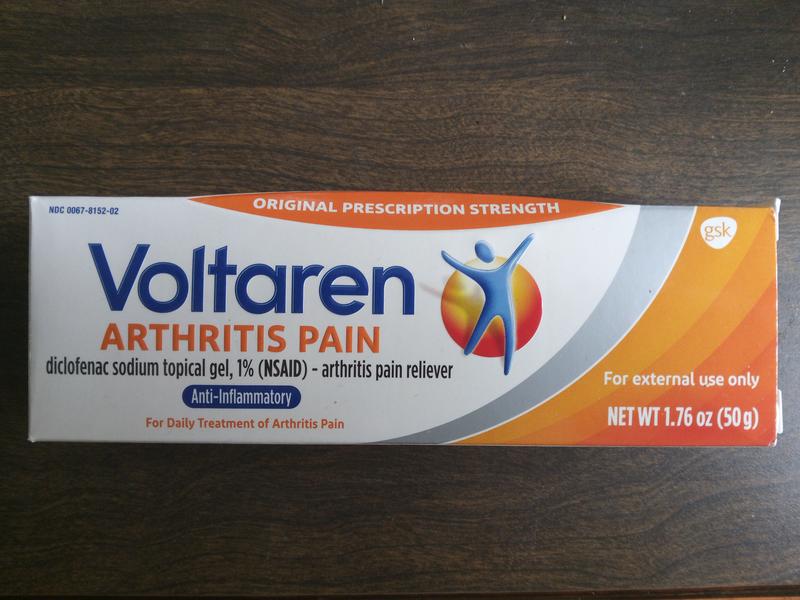 NDC 0067-8152-02
ORIGINAL PRESCRIPTION STRENGTH
gsk
Voltaren
ARTHRITIS PAIN
diclofenac sodium topical gel, 1% (NSAID) – arthritis pain reliever
Anti-Inflammatory
For Daily Treatment of Arthritis Pain
For external use only
NET WT 1.76 oz (50 g)